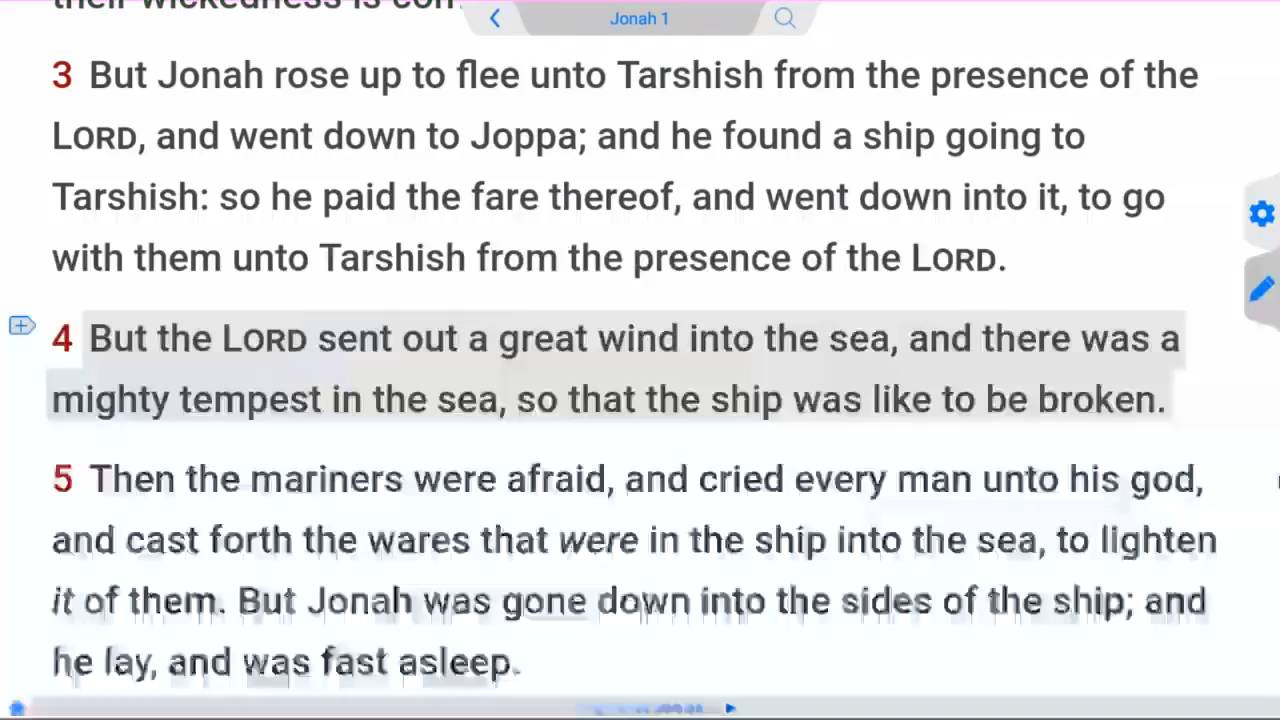 their wickedness is com
Jonah 1
3 But Jonah rose up to flee unto Tarshish from the presence of the
LORD, and went down to Joppa; and he found a ship going to
Tarshish: so he paid the fare thereof, and went down into it, to go
with them unto Tarshish from the presence of the LORD.
4 But the LORD sent out a great wind into the sea, and there was a
mighty tempest in the sea, so that the ship was like to be broken.
5 Then the mariners were afraid, and cried every man unto his god,
and cast forth the wares that were in the ship into the sea, to lighten
it of them. But Jonah was gone down into the sides of the ship; and
he lay, and was fast asleep.